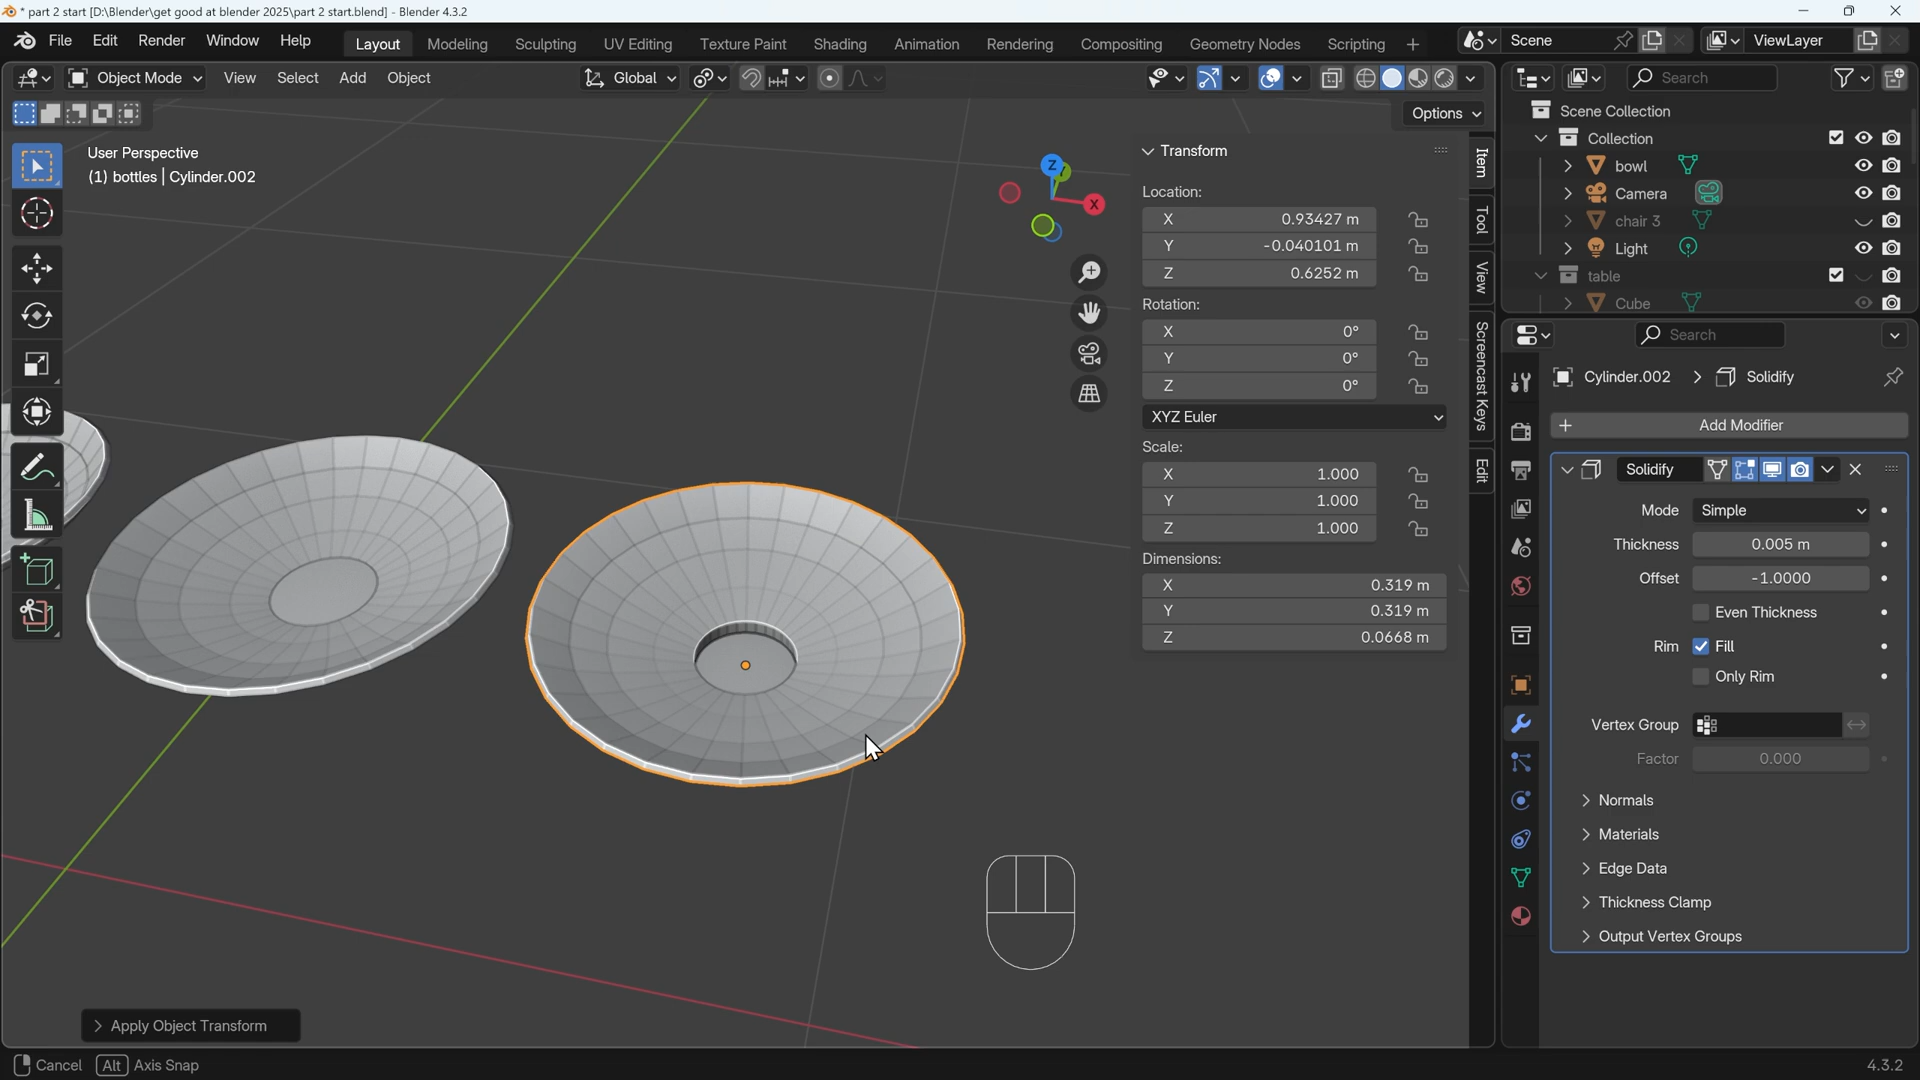 * part 2 start [D:\Blender\get good at blender 2025\part 2 start.blend] - Blender 4.3.2
File Edit Render Window Help Layout Modeling Sculpting UV Editing Texture Paint Shading Animation Rendering Compositing Geometry Nodes Scripting + Scene ViewLayer
Object Mode View Select Add Object Global Search
Options
User Perspective
(1) bottles | Cylinder.002
Z
X
Transform
Location:
X 0.93427 m
Y -0.040101 m
Z 0.6252 m
Rotation:
X 0°
Y 0°
Z 0°
XYZ Euler
Scale:
X 1.000
Y 1.000
Z 1.000
Dimensions:
X 0.319 m
Y 0.319 m
Z 0.0668 m
Item
Tool
View
Screencast Keys
Edit
Scene Collection
Collection
bowl
Camera
chair 3
Light
table
Cube
Search
Cylinder.002 > Solidify
+ Add Modifier
Solidify
Mode Simple
Thickness 0.005 m
Offset -1.0000
Even Thickness
Rim Fill
Only Rim
Vertex Group
Factor 0.000
Normals
Materials
Edge Data
Thickness Clamp
Output Vertex Groups
Apply Object Transform
Cancel Alt Axis Snap
4.3.2